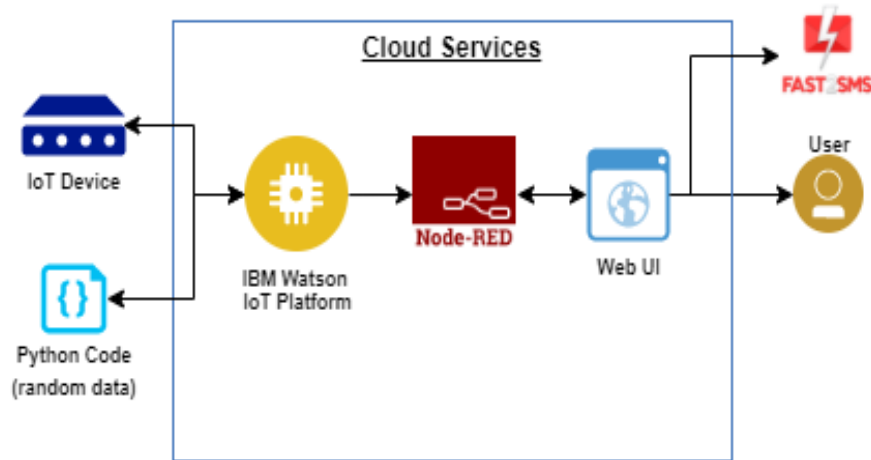 Cloud Services
FAST2SMS
IoT Device
User
Node-RED
Web UI
IBM Watson
IoT Platform
{}
Python Code
(random data)